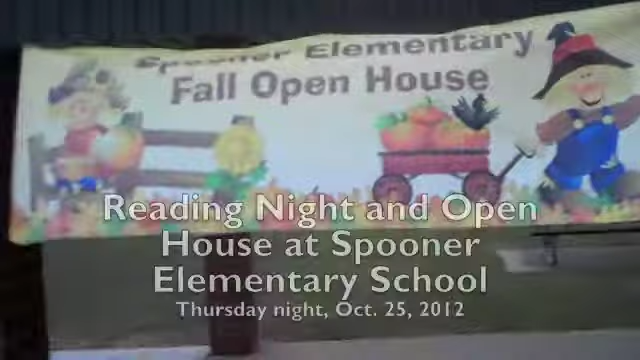 Spooner Elementary
Fall Open House
Reading Night and Open
House at Spooner
Elementary School
Thursday night, Oct. 25, 2012